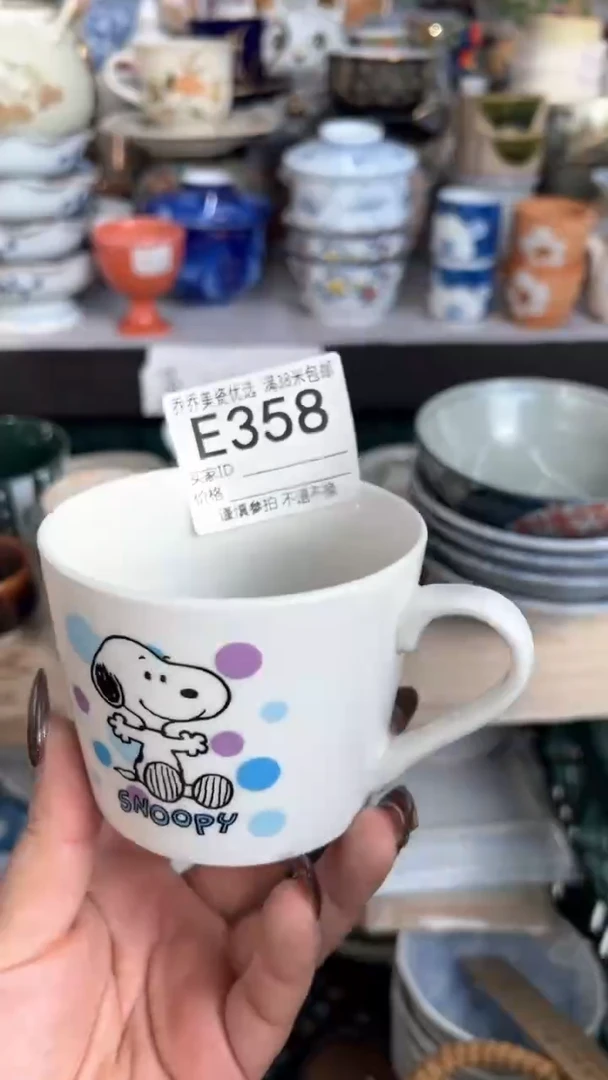 乔乔美瓷优选 满38米包邮
E358
买家ID
价格
谨慎参拍 不退不换
SNOOPY